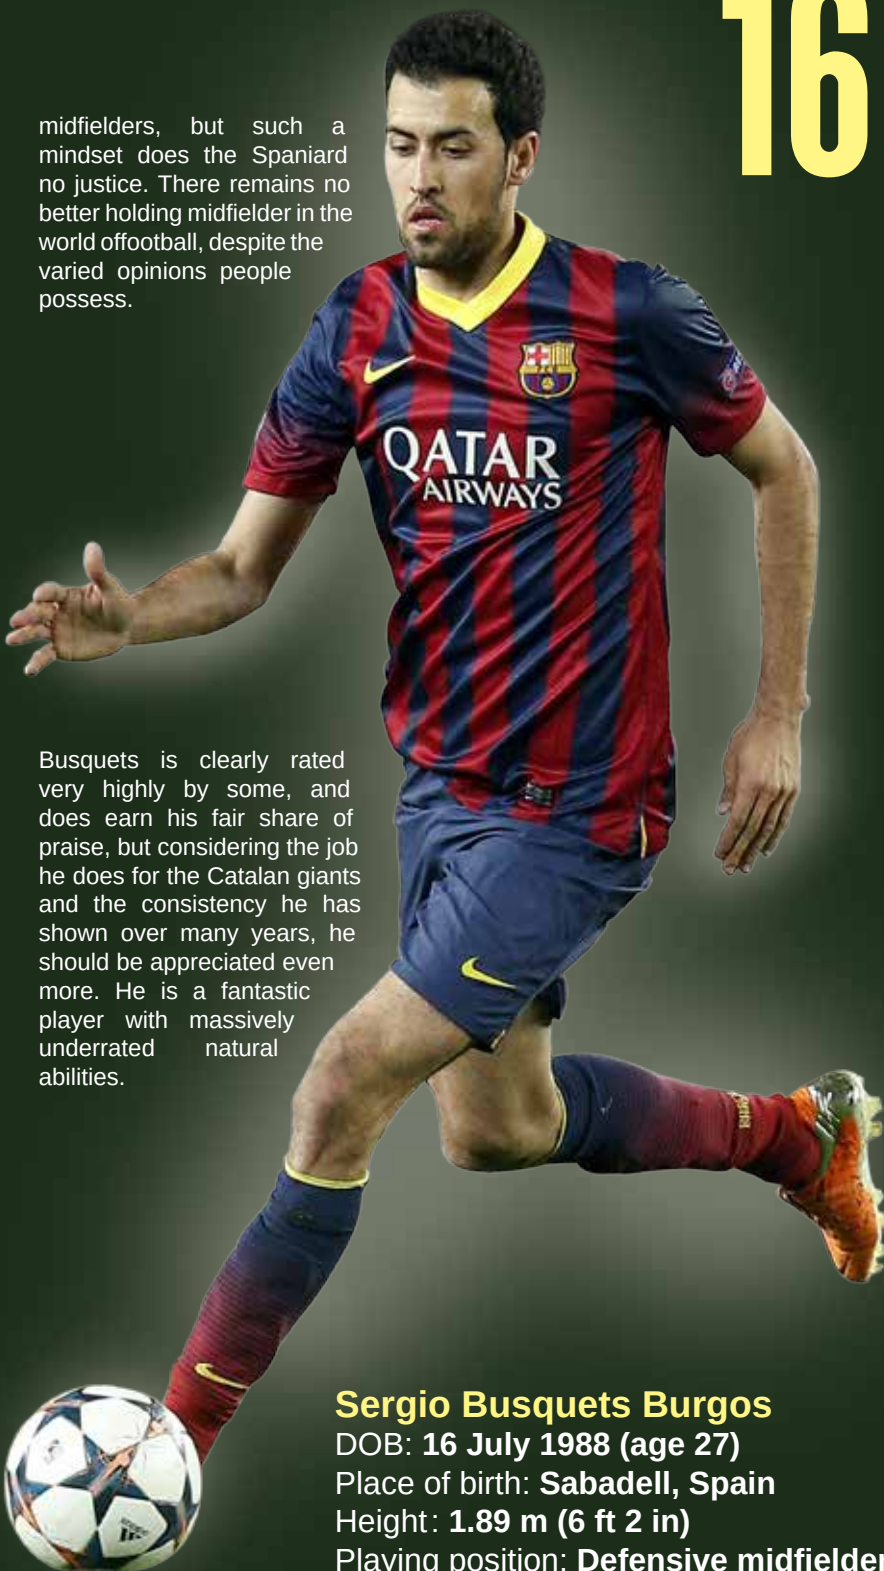 16
midfielders, but such a
mindset does the Spaniard
no justice. There remains no
better holding midfielder in the
world offootball, despite the
varied opinions people
possess.
QATAR
AIRWAYS
Busquets is clearly rated
very highly by some, and
does earn his fair share of
praise, but considering the job
he does for the Catalan giants
and the consistency he has
shown over many years, he
should be appreciated even
more. He is a fantastic
player with massively
underrated natural
abilities.
Sergio Busquets Burgos
DOB: 16 July 1988 (age 27)
Place of birth: Sabadell, Spain
Height: 1.89 m (6 ft 2 in)
Playing position: Defensive midfielder